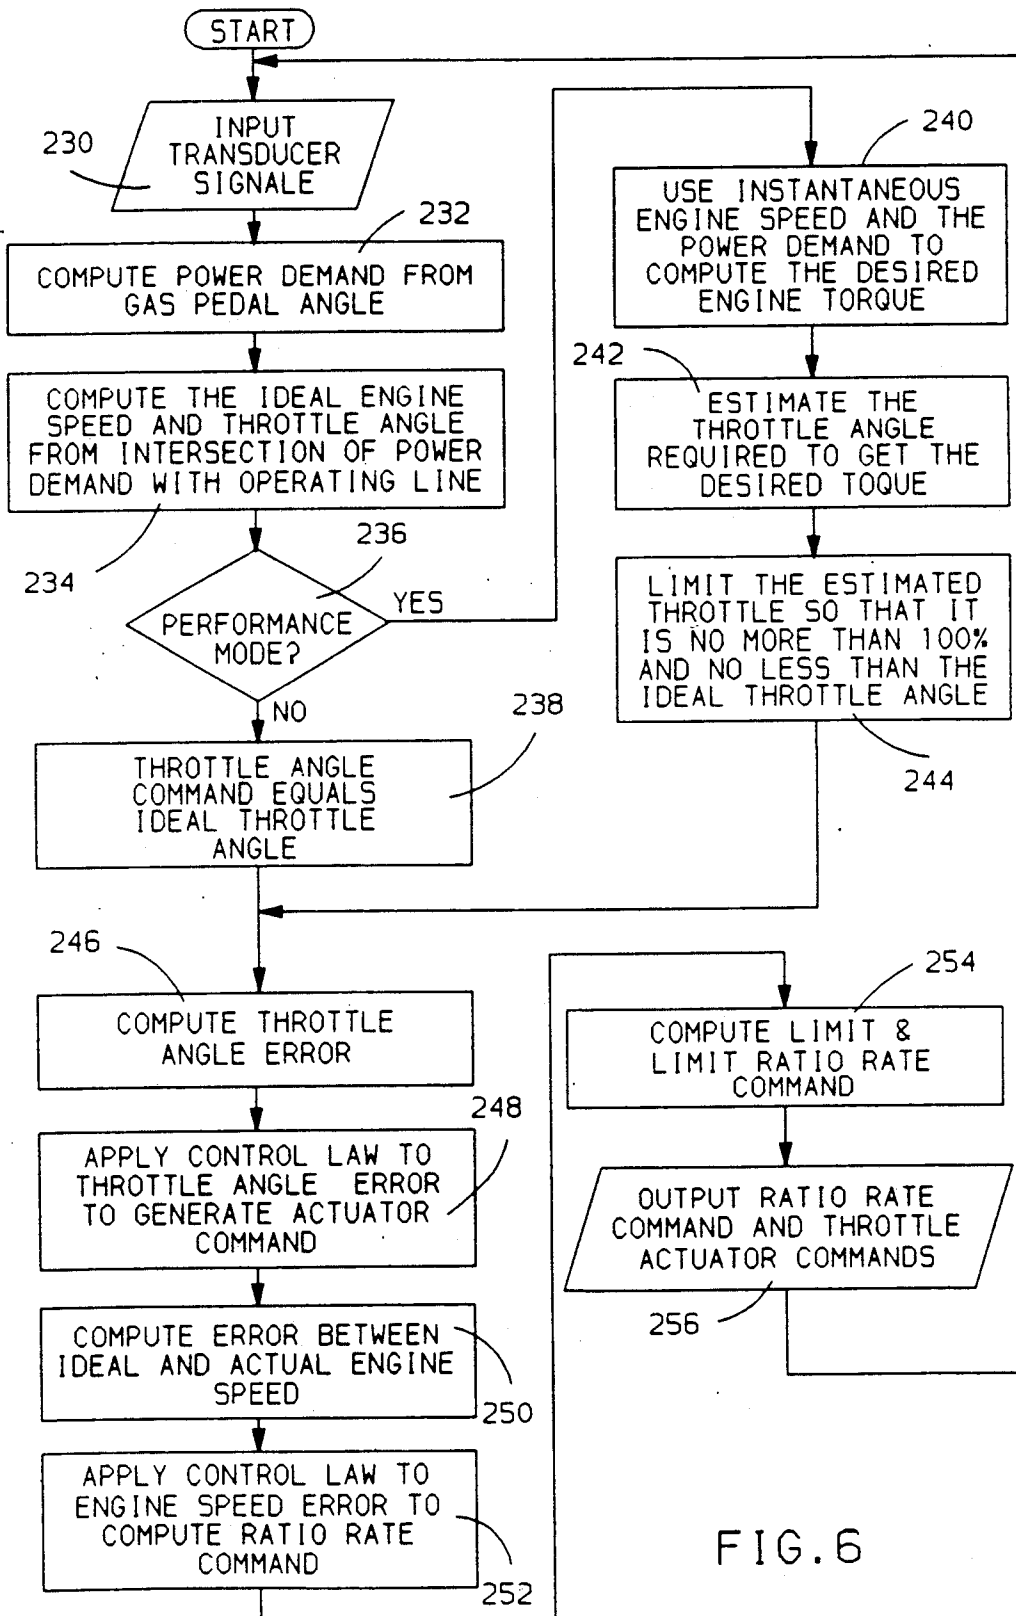 START
INPUT
TRANSDUCER
SIGNALE
230
232
COMPUTE POWER DEMAND FROM
GAS PEDAL ANGLE
COMPUTE THE IDEAL ENGINE
SPEED AND THROTTLE ANGLE
FROM INTERSECTION OF POWER
DEMAND WITH OPERATING LINE
234
236
PERFORMANCE
MODE?
YES
NO
238
THROTTLE ANGLE
COMMAND EQUALS
IDEAL THROTTLE
ANGLE
240
USE INSTANTANEOUS
ENGINE SPEED AND THE
POWER DEMAND TO
COMPUTE THE DESIRED
ENGINE TORQUE
242
ESTIMATE THE
THROTTLE ANGLE
REQUIRED TO GET THE
DESIRED TOQUE
LIMIT THE ESTIMATED
THROTTLE SO THAT IT
IS NO MORE THAN 100%
AND NO LESS THAN THE
IDEAL THROTTLE ANGLE
244
246
COMPUTE THROTTLE
ANGLE ERROR
248
APPLY CONTROL LAW TO
THROTTLE ANGLE ERROR
TO GENERATE ACTUATOR
COMMAND
COMPUTE ERROR BETWEEN
IDEAL AND ACTUAL ENGINE
SPEED
250
APPLY CONTROL LAW TO
ENGINE SPEED ERROR TO
COMPUTE RATIO RATE
COMMAND
252
254
COMPUTE LIMIT &
LIMIT RATIO RATE
COMMAND
OUTPUT RATIO RATE
COMMAND AND THROTTLE
ACTUATOR COMMANDS
256
FIG.6